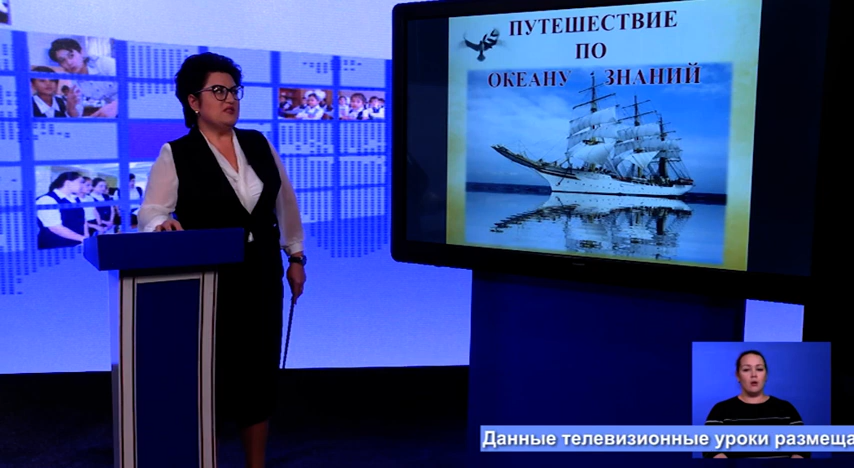 ПУТЕШЕСТВИЕ
ПО
ОКЕАНУ ЗНАНИЙ
Данные телевизионные уроки размеща